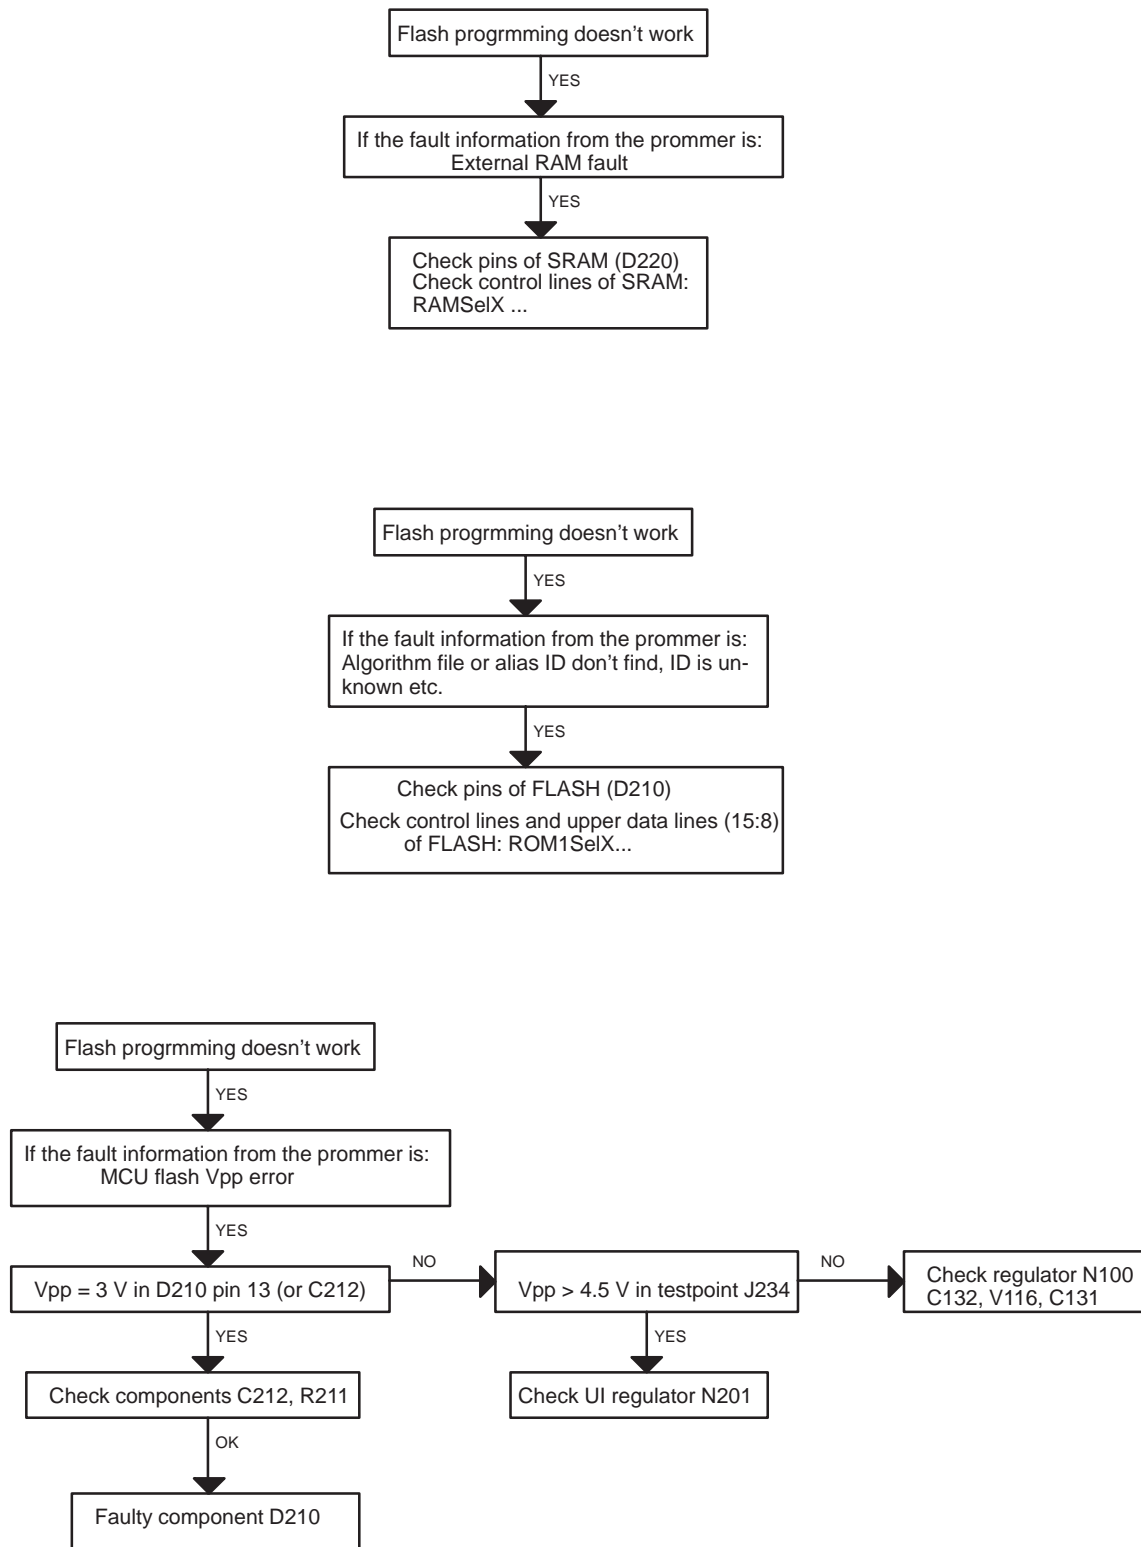 Flash progrmming doesn't work
YES
If the fault information from the prommer is:
External RAM fault
YES
Check pins of SRAM (D220)
Check control lines of SRAM:
RAMSelX ...
Flash progrmming doesn't work
YES
If the fault information from the prommer is:
Algorithm file or alias ID don't find, ID is un-
known etc.
YES
Check pins of FLASH (D210)
Check control lines and upper data lines (15:8)
of FLASH: ROM1SelX...
Flash progrmming doesn't work
YES
If the fault information from the prommer is:
MCU flash Vpp error
YES
Vpp = 3 V in D210 pin 13 (or C212)
NO
Vpp > 4.5 V in testpoint J234
NO
Check regulator N100
C132, V116, C131
YES
YES
Check components C212, R211
Check UI regulator N201
OK
Faulty component D210